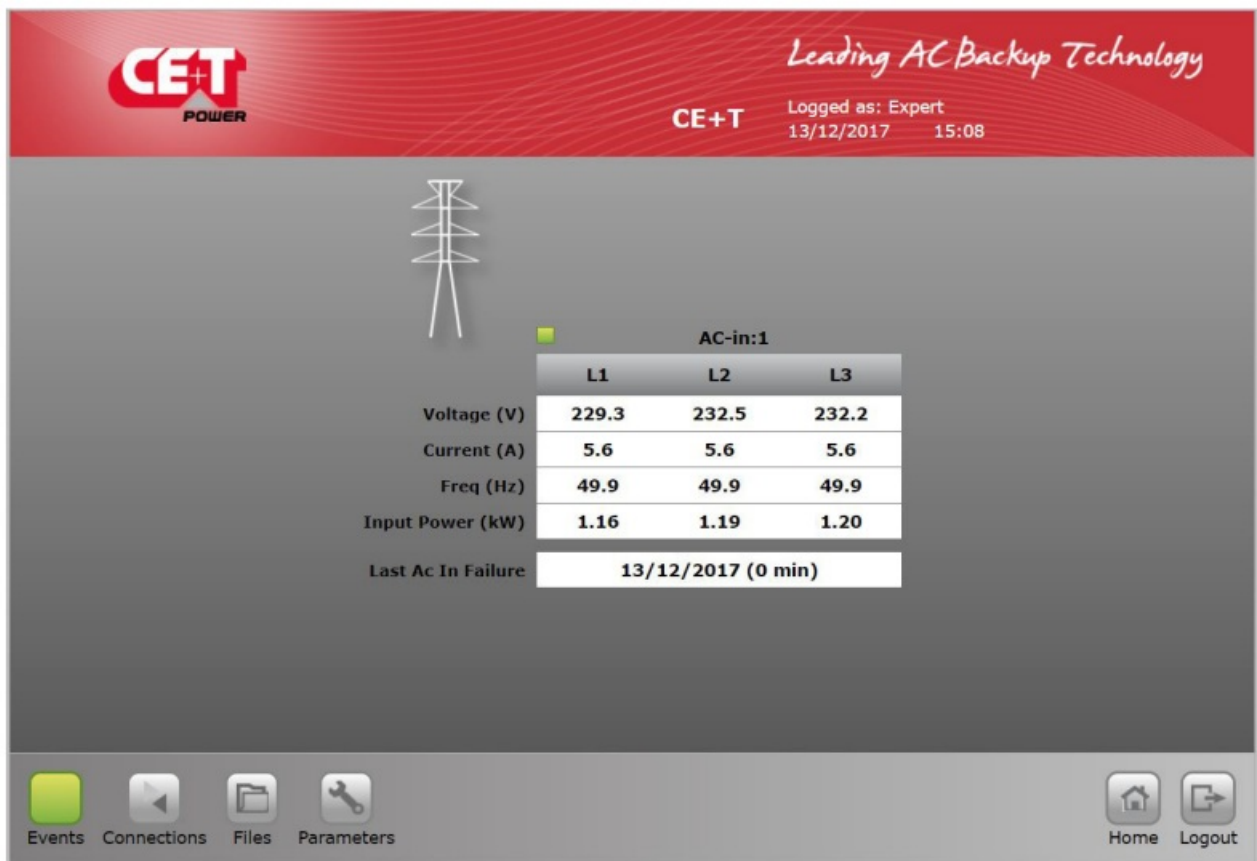 CE+T
POWER
Leading AC Backup Technology
CE+T
Logged as: Expert
13/12/2017 15:08
AC-in:1
L1 L2 L3
Voltage (V) 229.3 232.5 232.2
Current (A) 5.6 5.6 5.6
Freq (Hz) 49.9 49.9 49.9
Input Power (kW) 1.16 1.19 1.20
Last Ac In Failure 13/12/2017 (0 min)
Events Connections Files Parameters Home Logout